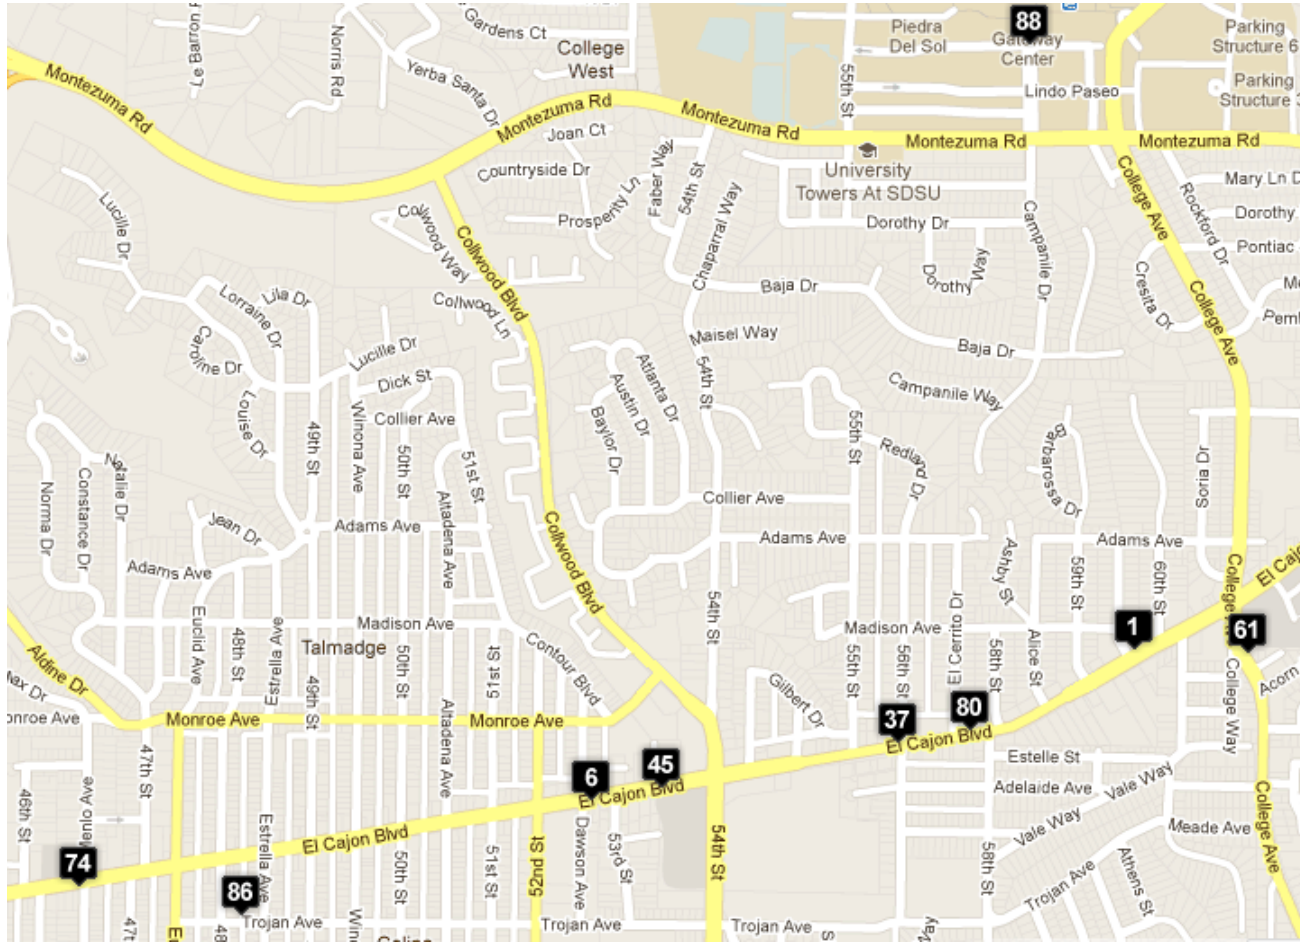 Le Barron Rd
Norris Rd
Gardens Ct
College
West
Yerba Santa Dr
Piedra
Del Sol
88
Gateway
Center
Parking
Structure 6
Parking
Structure
55th St
Lindo Paseo
Montezuma Rd
Montezuma Rd
Montezuma Rd
Montezuma Rd
Montezuma Rd
Joan Ct
Countryside Dr
Prosperity Ln
Faber Way
54th St
Chaparral Way
University
Towers At SDSU
Dorothy Dr
Dorothy Way
Campanile Dr
College Ave
Rockford Dr
Mary Ln D
Dorothy
Pontiac
Cresita Dr
College Ave
Lucille Dr
Collwood Way
Collwood Blvd
Collwood Ln
Lorraine Dr
Lila Dr
Caroline Dr
Lucille Dr
Louise Dr
Dick St
Collier Ave
49th St
Winona Ave
50th St
51st St
Altadena Ave
Baja Dr
Maisel Way
54th St
Baja Dr
Campanile Way
Atlanta Dr
Austin Dr
Baylor Dr
55th St
Redland Dr
Barbarossa Dr
Soria Dr
Collier Ave
Adams Ave
Adams Ave
Adams Ave
Adams Ave
Natalie Dr
Constance Dr
Norma Dr
Jean Dr
Collwood Blvd
54th St
Ashby St
59th St
60th St
College
El Cajo
Euclid Ave
48th St
Estrella Ave
Talmadge
Madison Ave
50th St
51st St
Contour Blvd
Madison Ave
55th St
56th St
El Cerrito Dr
58th St
Alice St
1
61
Acorn
College Way
Aldine Dr
Max Dr
onroe Ave
Monroe Ave
49th St
Altadena Ave
Monroe Ave
Gilbert Dr
37
80
El Cajon Blvd
Estelle St
Adelaide Ave
Vale Way
Vale Way
Meade Ave
College Ave
47th St
46th St
Menlo Ave
74
86
El Cajon Blvd
Estrella Ave
50th St
51st St
52nd St
6
45
El Cajon Blvd
Dawson Ave
53rd St
54th St
58th St
Trojan Ave
Athens St
Trojan Ave
Trojan Ave
Trojan Ave
47t
48
Win
Way
S